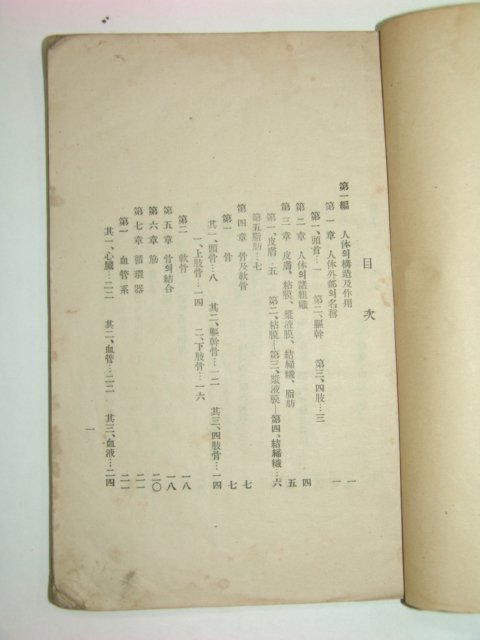 目次
第一編 人体의構造及作用 一
第一章 人体外部의名稱 一
第一、頭首…一 第二、軀幹 第三、四肢…三
第二章 人体의諸組織 四
第三章 皮膚、粘膜、漿液膜、結締織、脂肪 五
第一、皮膚…五 第二、粘膜—第三、漿液膜—第四、結締織…六
第五脂肪…七
第四章 骨及軟骨 七
第一 骨 七
其一、頭骨…八 其二、軀幹骨…一二 其三、四肢骨…一四
一、上肢骨…一四 二、下肢骨…一六
第二 軟骨 一八
第五章 骨의結合 一八
第六章 筋 二〇
第七章 循環器 二一
第一 血管系 二一
其一、心臟…二二 其二、血管…二二 其三、血液…二四
一